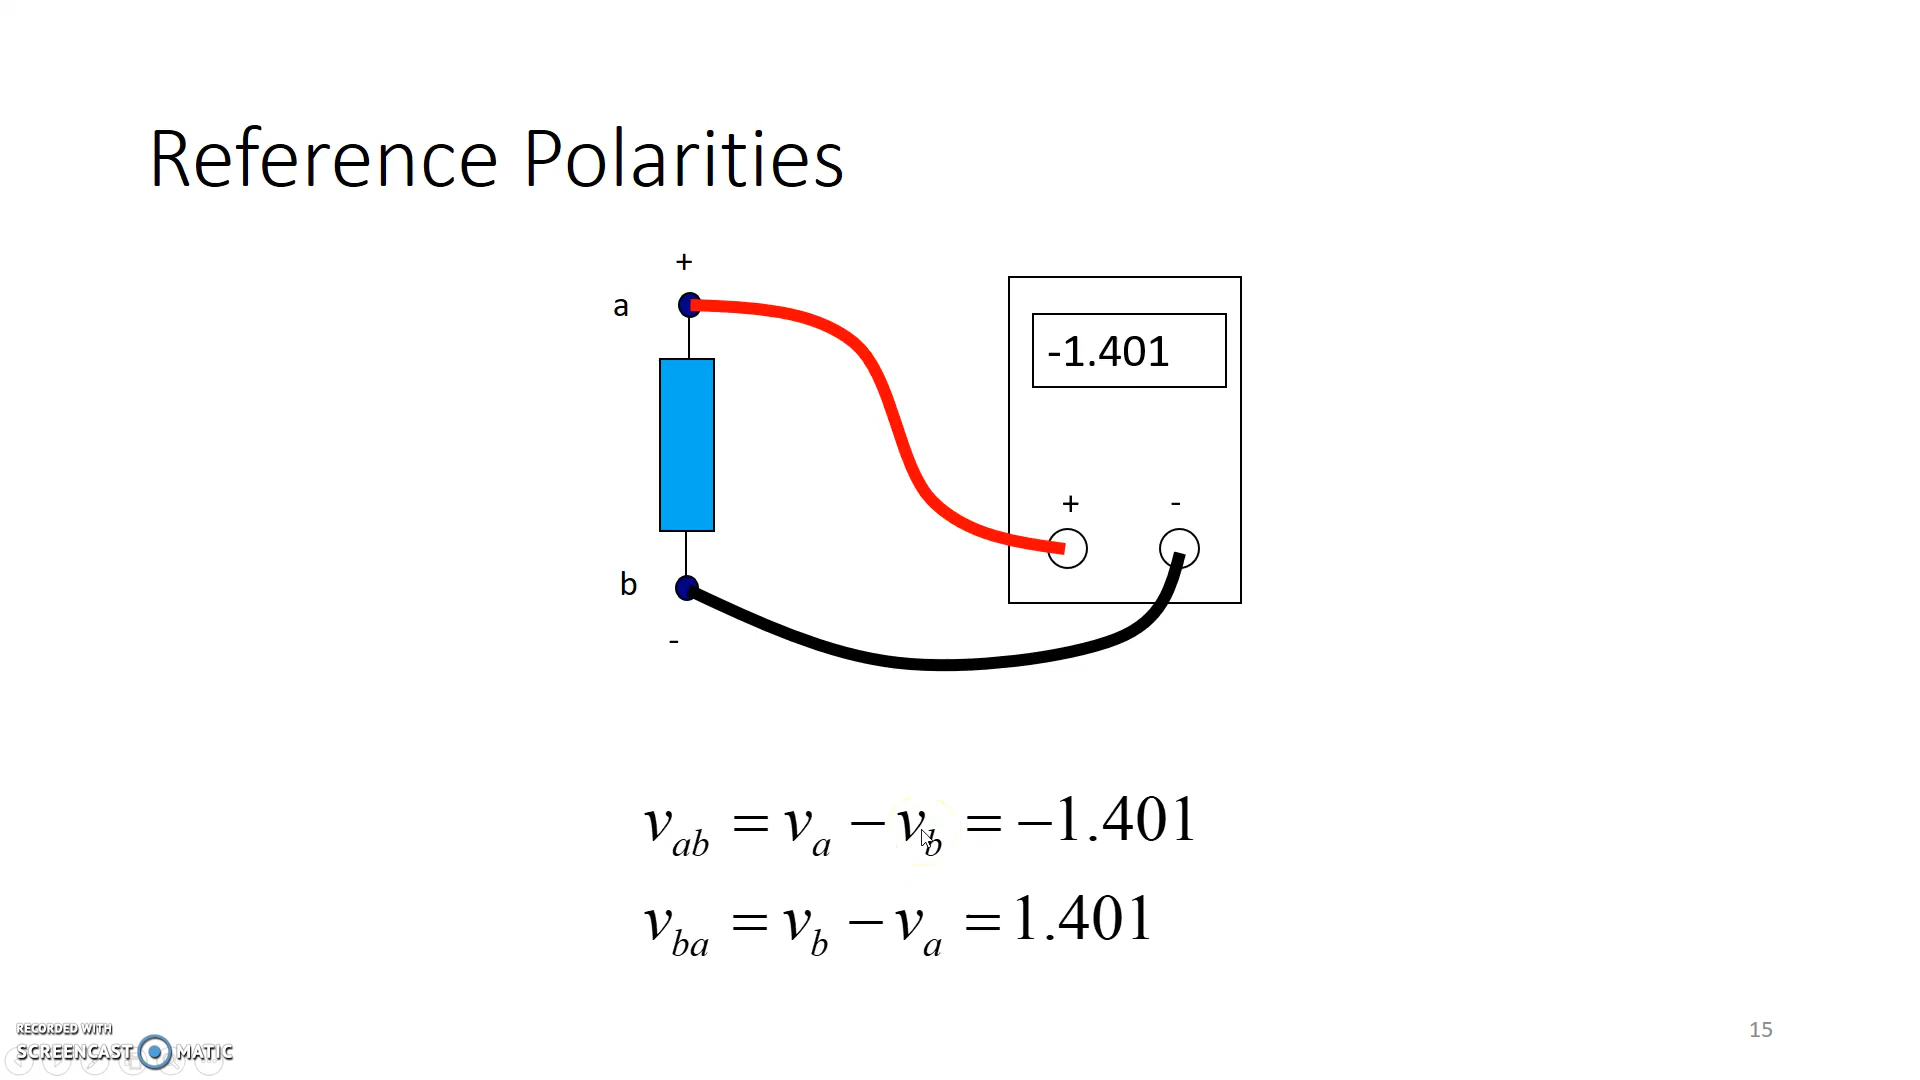 Reference Polarities
+
a
-1.401
+ -
b
-
v_ab = v_a − v_b = −1.401
v_ba = v_b − v_a = 1.401
RECORDED WITH
SCREENCAST MATIC
15